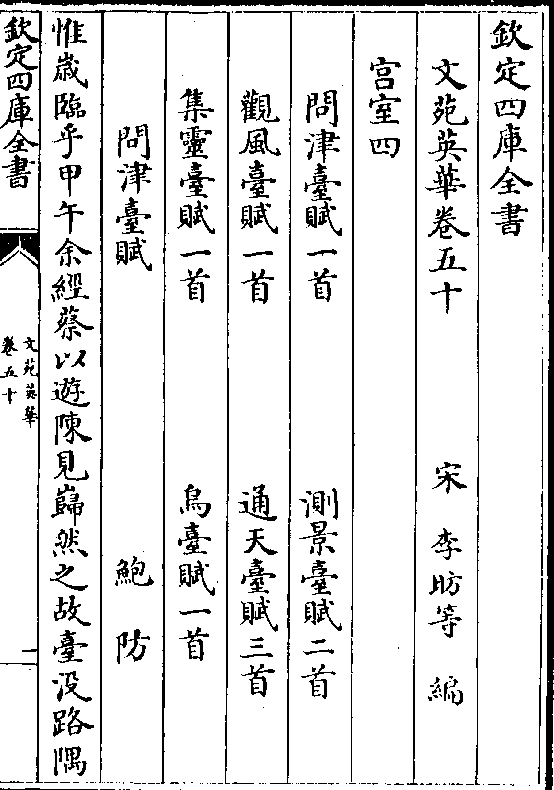 欽定四庫全書
文苑英華卷五十
宋 李昉等 編
宫室四
問津臺賦一首 測景臺賦二首
觀風臺賦一首 通天臺賦三首
集靈臺賦一首 烏臺賦一首
問津臺賦 鮑防
惟嵗臨乎甲午余經蔡以遊陳見巋然之故臺没路隅
欽定四庫全書
文苑英華
卷五十
一